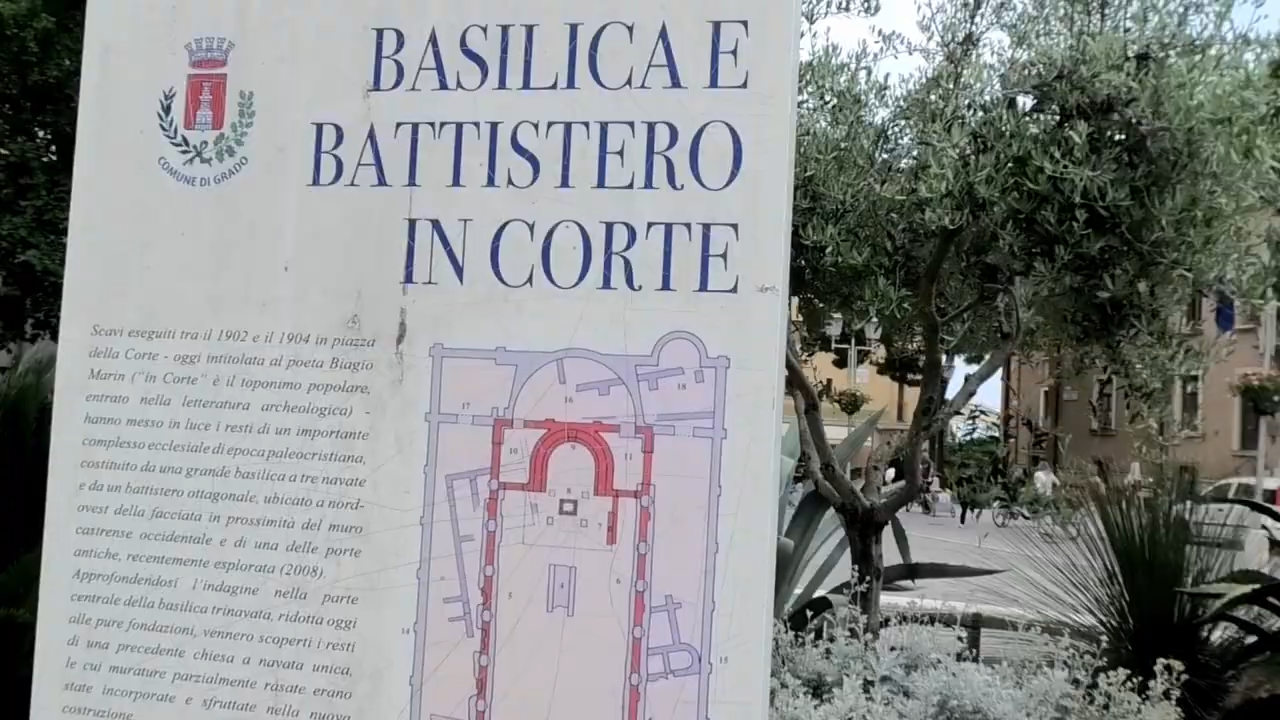 COMUNE DI GRADO
BASILICA E
BATTISTERO
IN CORTE
Scavi eseguiti tra il 1902 e il 1904 in piazza
della Corte - oggi intitolata al poeta Biagio
Marin ("in Corte" è il toponimo popolare,
entrato nella letteratura archeologica) -
hanno messo in luce i resti di un importante
complesso ecclesiale di epoca paleocristiana,
costituito da una grande basilica a tre navate
e da un battistero ottagonale, ubicato a nord-
ovest della facciata in prossimità del muro
castrense occidentale e di una delle porte
antiche, recentemente esplorata (2008).
Approfondendosi l'indagine nella parte
centrale della basilica trinavata, ridotta oggi
alle pure fondazioni, vennero scoperti i resti
di una precedente chiesa a navata unica,
le cui murature parzialmente rasate erano
state incorporate e sfruttate nella nuova
costruzione.
18
16
17
9
10
11
8
7
4
6
5
14
15